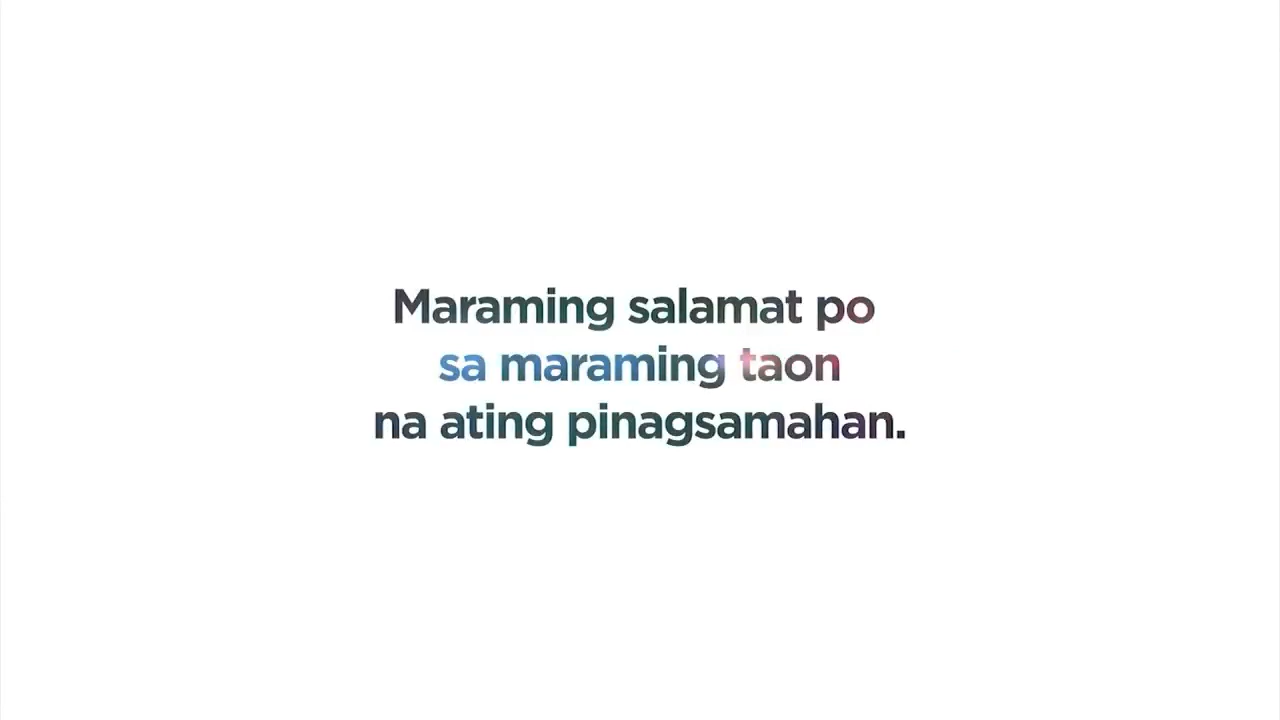 Maraming salamat po
sa maraming taon
na ating pinagsamahan.